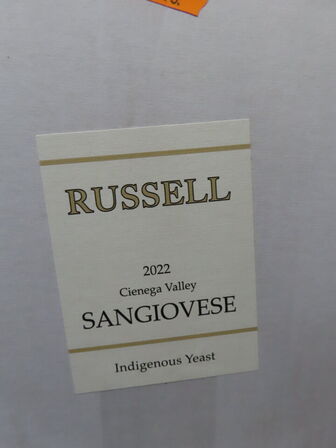 RUSSELL
2022
Cienega Valley
SANGIOVESE
Indigenous Yeast